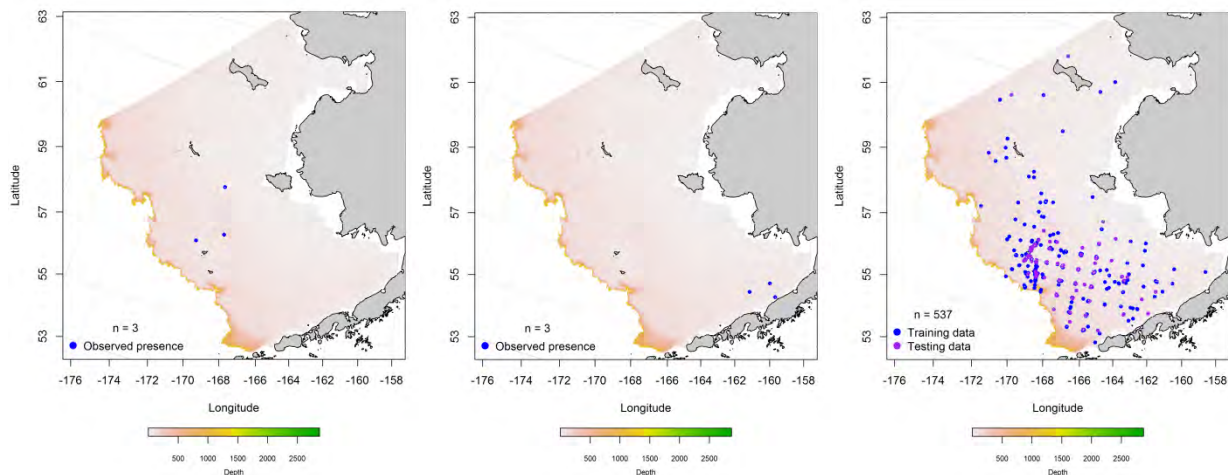 63
61
59
57
55
53
Latitude
n = 3
Observed presence
-176 -174 -172 -170 -168 -166 -164 -162 -160 -158
Longitude
500 1000 1500 2000 2500
Depth
63
61
59
57
55
53
Latitude
n = 3
Observed presence
-176 -174 -172 -170 -168 -166 -164 -162 -160 -158
Longitude
500 1000 1500 2000 2500
Depth
63
61
59
57
55
53
Latitude
n = 537
Training data
Testing data
-176 -174 -172 -170 -168 -166 -164 -162 -160 -158
Longitude
500 1000 1500 2000 2500
Depth